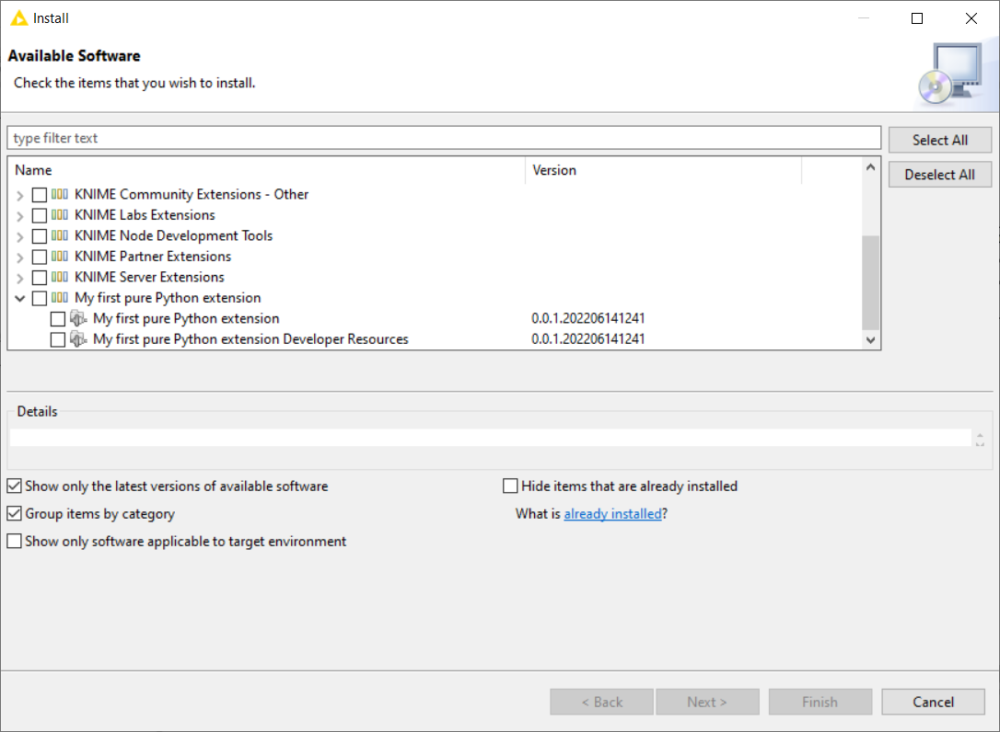 Install
Available Software
Check the items that you wish to install.
type filter text
Select All
Deselect All
Name Version
KNIME Community Extensions - Other
KNIME Labs Extensions
KNIME Node Development Tools
KNIME Partner Extensions
KNIME Server Extensions
My first pure Python extension
My first pure Python extension 0.0.1.202206141241
My first pure Python extension Developer Resources 0.0.1.202206141241
Details
Show only the latest versions of available software Hide items that are already installed
Group items by category What is already installed?
Show only software applicable to target environment
< Back Next > Finish Cancel